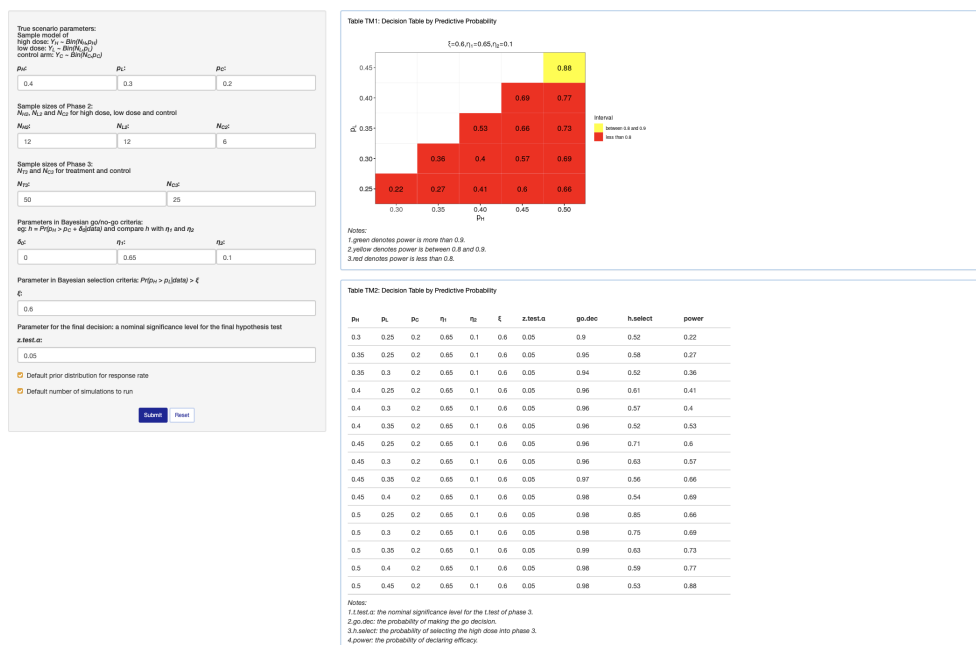 True scenario parameters:
Sample model of
high dose: Y_H ~ Bin(N_H,p_H)
low dose: Y_L ~ Bin(N_L,p_L)
control arm: Y_C ~ Bin(N_C,p_C)
p_H: p_L: p_C:
0.4 0.3 0.2
Sample sizes of Phase 2:
N_H2, N_L2 and N_C2 for high dose, low dose and control
N_H2: N_L2: N_C2:
12 12 6
Sample sizes of Phase 3:
N_T3 and N_C3 for treatment and control
N_T3: N_C3:
50 25
Parameters in Bayesian go/no-go criteria:
eg: h = Pr(p_H > p_C + δ_0|data) and compare h with η_1 and η_2
δ_0: η_1: η_2:
0 0.65 0.1
Parameter in Bayesian selection criteria: Pr(p_H > p_L|data) > ξ
ξ:
0.6
Parameter for the final decision: a nominal significance level for the final hypothesis test
z.test.α:
0.05
Default prior distribution for response rate
Default number of simulations to run
Submit Reset
Table TM1: Decision Table by Predictive Probability
ξ=0.6,η_1=0.65,η_2=0.1
0.45 0.88
0.40 0.69 0.77
p_L 0.35 0.53 0.66 0.73
0.30 0.36 0.4 0.57 0.69
0.25 0.22 0.27 0.41 0.6 0.66
0.30 0.35 0.40 0.45 0.50
p_H
Interval
between 0.8 and 0.9
less than 0.8
Notes:
1.green denotes power is more than 0.9.
2.yellow denotes power is between 0.8 and 0.9.
3.red denotes power is less than 0.8.
Table TM2: Decision Table by Predictive Probability
p_H p_L p_C η_1 η_2 ξ z.test.α go.dec h.select power
0.3 0.25 0.2 0.65 0.1 0.6 0.05 0.9 0.52 0.22
0.35 0.25 0.2 0.65 0.1 0.6 0.05 0.95 0.58 0.27
0.35 0.3 0.2 0.65 0.1 0.6 0.05 0.94 0.52 0.36
0.4 0.25 0.2 0.65 0.1 0.6 0.05 0.96 0.61 0.41
0.4 0.3 0.2 0.65 0.1 0.6 0.05 0.96 0.57 0.4
0.4 0.35 0.2 0.65 0.1 0.6 0.05 0.96 0.52 0.53
0.45 0.25 0.2 0.65 0.1 0.6 0.05 0.96 0.71 0.6
0.45 0.3 0.2 0.65 0.1 0.6 0.05 0.96 0.63 0.57
0.45 0.35 0.2 0.65 0.1 0.6 0.05 0.97 0.56 0.66
0.45 0.4 0.2 0.65 0.1 0.6 0.05 0.98 0.54 0.69
0.5 0.25 0.2 0.65 0.1 0.6 0.05 0.98 0.85 0.66
0.5 0.3 0.2 0.65 0.1 0.6 0.05 0.98 0.75 0.69
0.5 0.35 0.2 0.65 0.1 0.6 0.05 0.99 0.63 0.73
0.5 0.4 0.2 0.65 0.1 0.6 0.05 0.98 0.59 0.77
0.5 0.45 0.2 0.65 0.1 0.6 0.05 0.98 0.53 0.88
Notes:
1.t.test.α: the nominal significance level for the t.test of phase 3.
2.go.dec: the probability of making the go decision.
3.h.select: the probability of selecting the high dose into phase 3.
4.power: the probability of declaring efficacy.